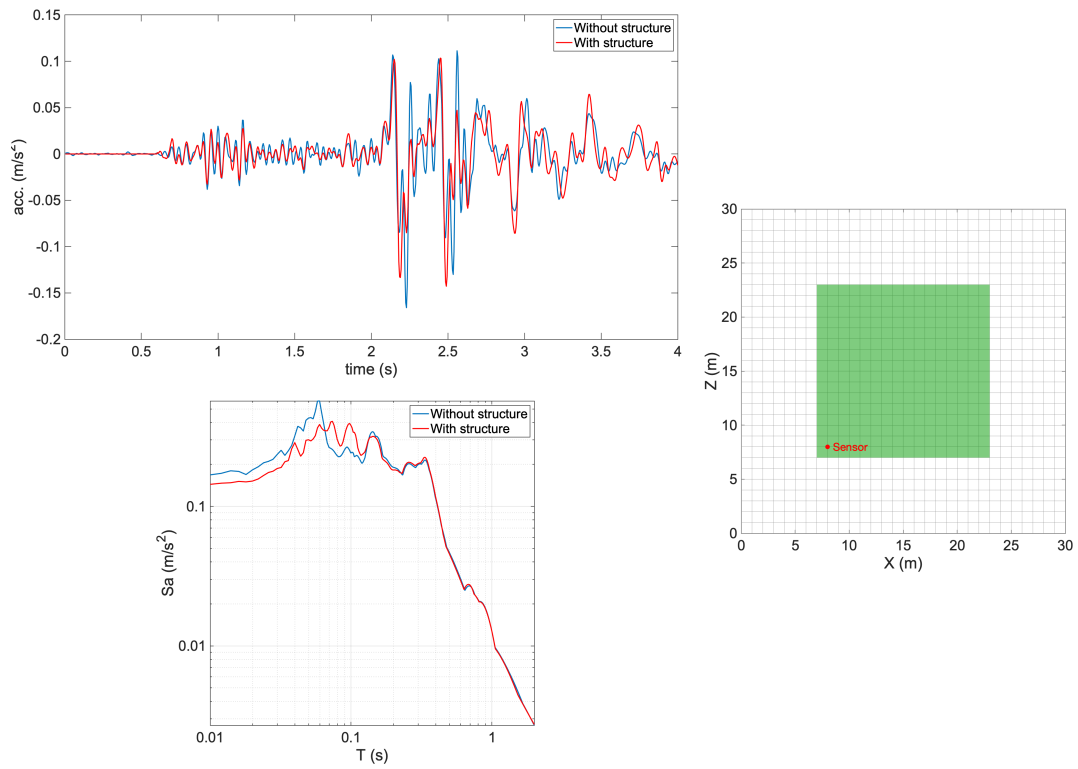 0.15
0.1
0.05
0
-0.05
-0.1
-0.15
-0.2
acc. (m/s²)
0 0.5 1 1.5 2 2.5 3 3.5 4
time (s)
Without structure
With structure
30
25
20
15
10
5
0
Z (m)
Sensor
0 5 10 15 20 25 30
X (m)
0.1
0.01
Sa (m/s²)
Without structure
With structure
0.01 0.1 1
T (s)